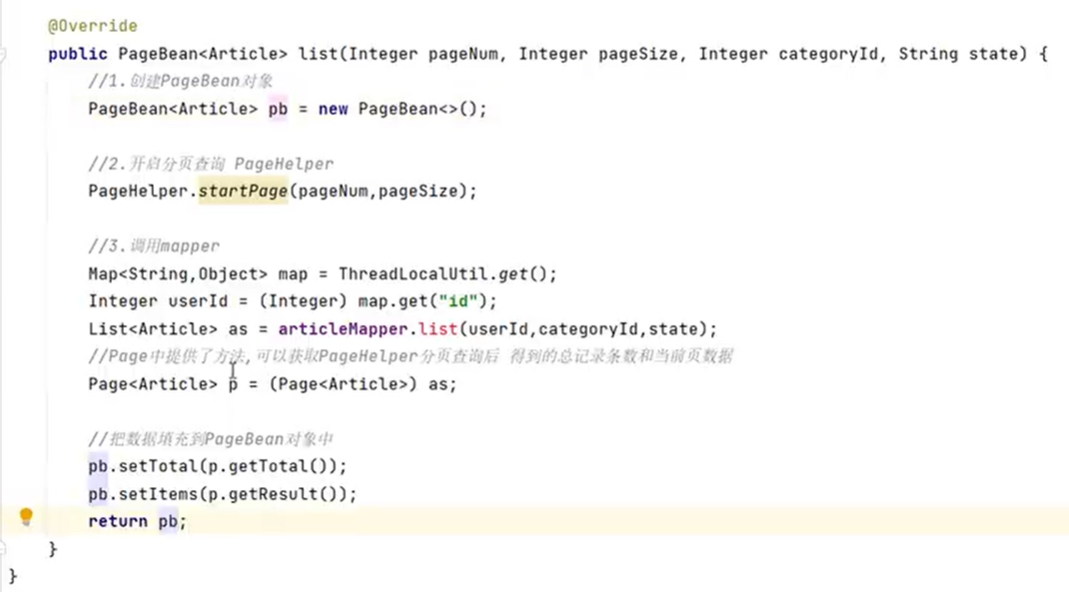 @Override
public PageBean<Article> list(Integer pageNum, Integer pageSize, Integer categoryId, String state) {
//1.创建PageBean对象
PageBean<Article> pb = new PageBean<>();
//2.开启分页查询 PageHelper
PageHelper.startPage(pageNum,pageSize);
//3.调用mapper
Map<String,Object> map = ThreadLocalUtil.get();
Integer userId = (Integer) map.get("id");
List<Article> as = articleMapper.list(userId,categoryId,state);
//Page中提供了方法,可以获取PageHelper分页查询后 得到的总记录条数和当前页数据
Page<Article> p = (Page<Article>) as;
//把数据填充到PageBean对象中
pb.setTotal(p.getTotal());
pb.setItems(p.getResult());
return pb;
}
}